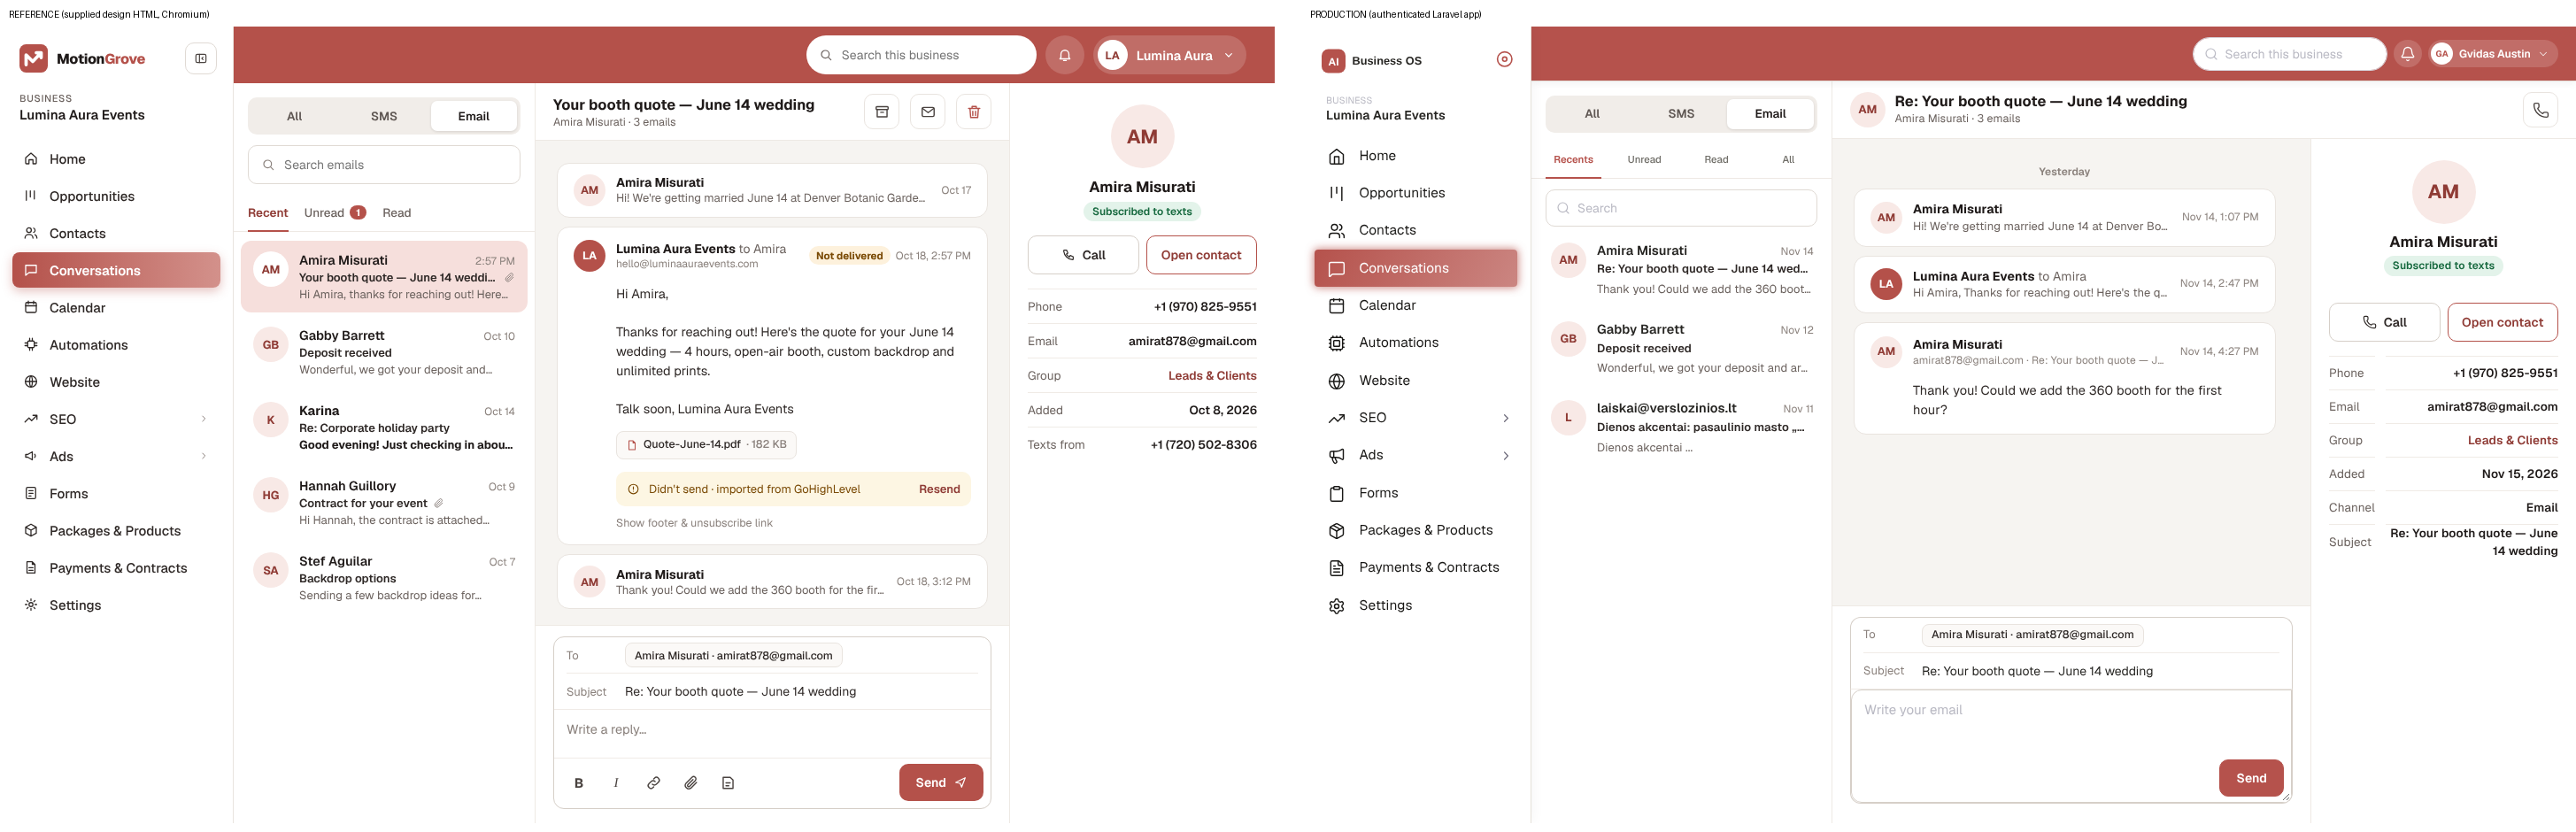 REFERENCE (supplied design HTML, Chromium)
MotionGrove
BUSINESS
Lumina Aura Events
Home
Opportunities
Contacts
Conversations
Calendar
Automations
Website
SEO
Ads
Forms
Packages & Products
Payments & Contracts
Settings
Search this business
LA
Lumina Aura
All
SMS
Email
Search emails
Recent
Unread 1
Read
AM
Amira Misurati
2:57 PM
Your booth quote — June 14 weddi...
Hi Amira, thanks for reaching out! Here...
GB
Gabby Barrett
Oct 10
Deposit received
Wonderful, we got your deposit and...
K
Karina
Oct 14
Re: Corporate holiday party
Good evening! Just checking in abou...
HG
Hannah Guillory
Oct 9
Contract for your event
Hi Hannah, the contract is attached...
SA
Stef Aguilar
Oct 7
Backdrop options
Sending a few backdrop ideas for...
Your booth quote — June 14 wedding
Amira Misurati · 3 emails
AM
Amira Misurati
Oct 17
Hi! We're getting married June 14 at Denver Botanic Garde...
LA
Lumina Aura Events to Amira
Not delivered
Oct 18, 2:57 PM
hello@luminaauraevents.com
Hi Amira,
Thanks for reaching out! Here's the quote for your June 14
wedding — 4 hours, open-air booth, custom backdrop and
unlimited prints.
Talk soon, Lumina Aura Events
Quote-June-14.pdf · 182 KB
Didn't send · imported from GoHighLevel
Resend
Show footer & unsubscribe link
AM
Amira Misurati
Oct 18, 3:12 PM
Thank you! Could we add the 360 booth for the fir...
To
Amira Misurati · amirat878@gmail.com
Subject
Re: Your booth quote — June 14 wedding
Write a reply...
B
I
Send
AM
Amira Misurati
Subscribed to texts
Call
Open contact
Phone
+1 (970) 825-9551
Email
amirat878@gmail.com
Group
Leads & Clients
Added
Oct 8, 2026
Texts from
+1 (720) 502-8306
PRODUCTION (authenticated Laravel app)
AI
Business OS
BUSINESS
Lumina Aura Events
Home
Opportunities
Contacts
Conversations
Calendar
Automations
Website
SEO
Ads
Forms
Packages & Products
Payments & Contracts
Settings
Search this business
GA
Gvidas Austin
All
SMS
Email
Recents
Unread
Read
All
Search
AM
Amira Misurati
Nov 14
Re: Your booth quote — June 14 wed...
Thank you! Could we add the 360 boot...
GB
Gabby Barrett
Nov 12
Deposit received
Wonderful, we got your deposit and ar...
L
laiskai@verslozinios.lt
Nov 11
Dienos akcentai: pasaulinio masto „...
Dienos akcentai ...
AM
Re: Your booth quote — June 14 wedding
Amira Misurati · 3 emails
Yesterday
AM
Amira Misurati
Nov 14, 1:07 PM
Hi! We're getting married June 14 at Denver Bo...
LA
Lumina Aura Events to Amira
Nov 14, 2:47 PM
Hi Amira, Thanks for reaching out! Here's the q...
AM
Amira Misurati
Nov 14, 4:27 PM
amirat878@gmail.com · Re: Your booth quote — J...
Thank you! Could we add the 360 booth for the first
hour?
To
Amira Misurati · amirat878@gmail.com
Subject
Re: Your booth quote — June 14 wedding
Write your email
Send
AM
Amira Misurati
Subscribed to texts
Call
Open contact
Phone
+1 (970) 825-9551
Email
amirat878@gmail.com
Group
Leads & Clients
Added
Nov 15, 2026
Channel
Email
Subject
Re: Your booth quote — June
14 wedding